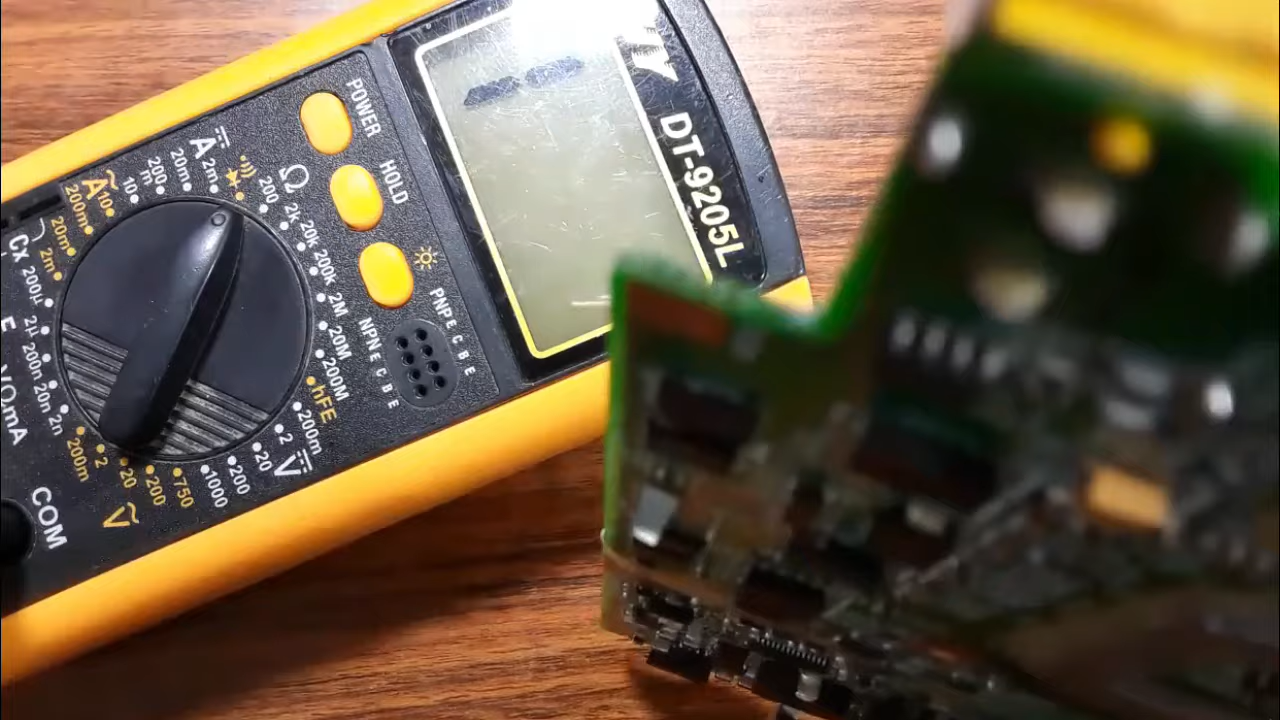 DT-9205L
POWER
HOLD
PNP E C B E
NPN E C B E
A
2m
20m
200m
10
A
10
200m
20m
2m
Cx
200µ
2µ
200n
20n
2n
Ω
200
2k
20k
200k
2M
20M
200M
hFE
200m
2
20
200
1000
V
750
200
20
2
200m
V
VΩmA
COM